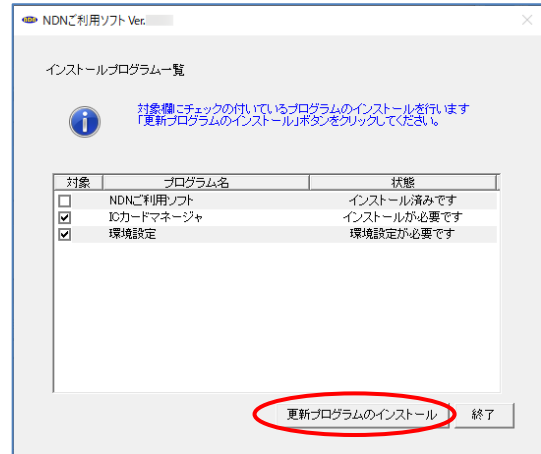 NDNご利用ソフト Ver.
インストールプログラム一覧
対象欄にチェックの付いているプログラムのインストールを行います
「更新プログラムのインストール」ボタンをクリックしてください。
対象 プログラム名 状態
NDNご利用ソフト インストール済みです
ICカードマネージャ インストールが必要です
環境設定 環境設定が必要です
更新プログラムのインストール 終了